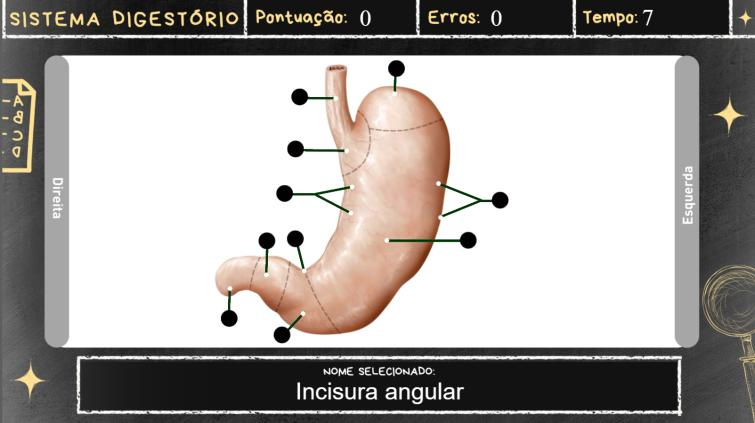 SISTEMA DIGESTÓRIO
Pontuação: 0
Erros: 0
Tempo: 7
Direita
Esquerda
NOME SELECIONADO:
Incisura angular